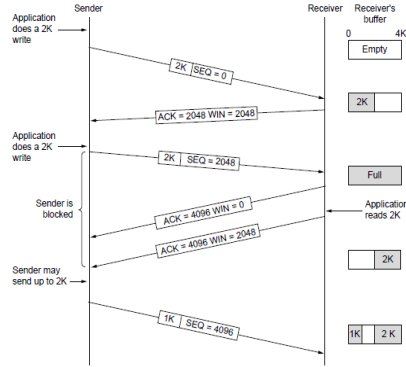 Sender
Receiver
Receiver's
buffer
Application
does a 2K
write
0 4K
Empty
2K SEQ = 0
2K
ACK = 2048 WIN = 2048
Application
does a 2K
write
2K SEQ = 2048
Full
Sender is
blocked
Application
reads 2K
ACK = 4096 WIN = 0
ACK = 4096 WIN = 2048
2K
Sender may
send up to 2K
2K
1K SEQ = 4096
1K 2 K